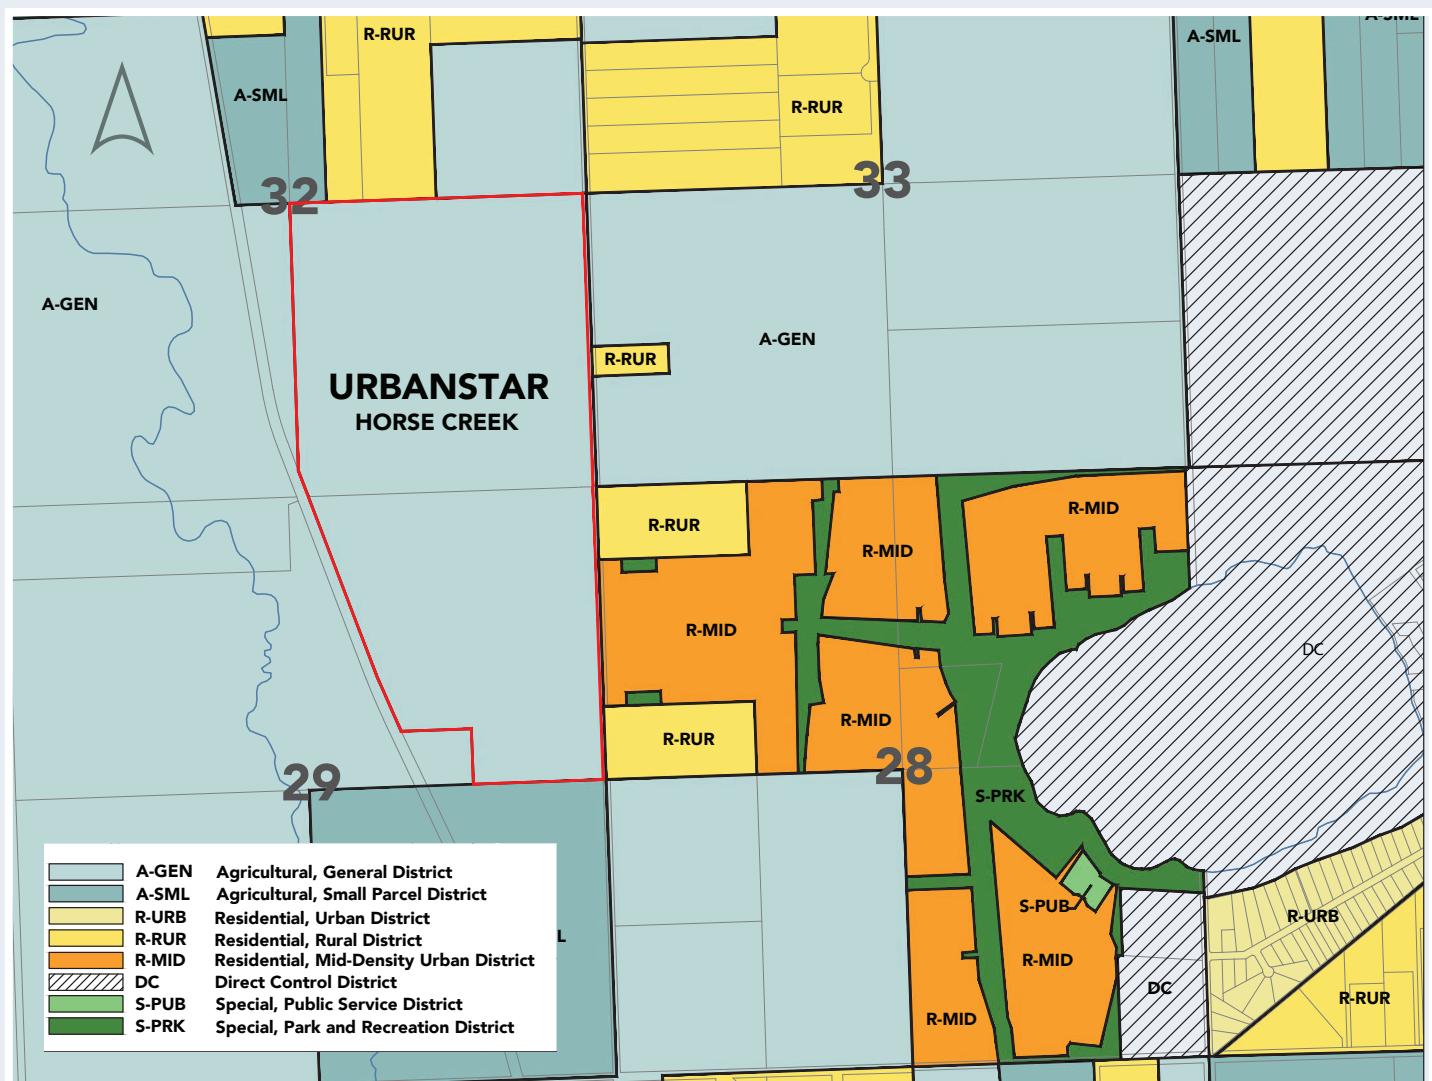 A-SML
R-RUR
A-SML
A-SML
R-RUR
33
32
A-GEN
A-GEN
R-RUR
URBANSTAR
HORSE CREEK
R-MID
R-RUR
R-MID
R-MID
DC
R-MID
R-RUR
28
29
S-PRK
S-PUB
R-URB
R-MID
DC
R-RUR
R-MID
A-GEN Agricultural, General District
A-SML Agricultural, Small Parcel District
R-URB Residential, Urban District
R-RUR Residential, Rural District
R-MID Residential, Mid-Density Urban District
DC Direct Control District
S-PUB Special, Public Service District
S-PRK Special, Park and Recreation District